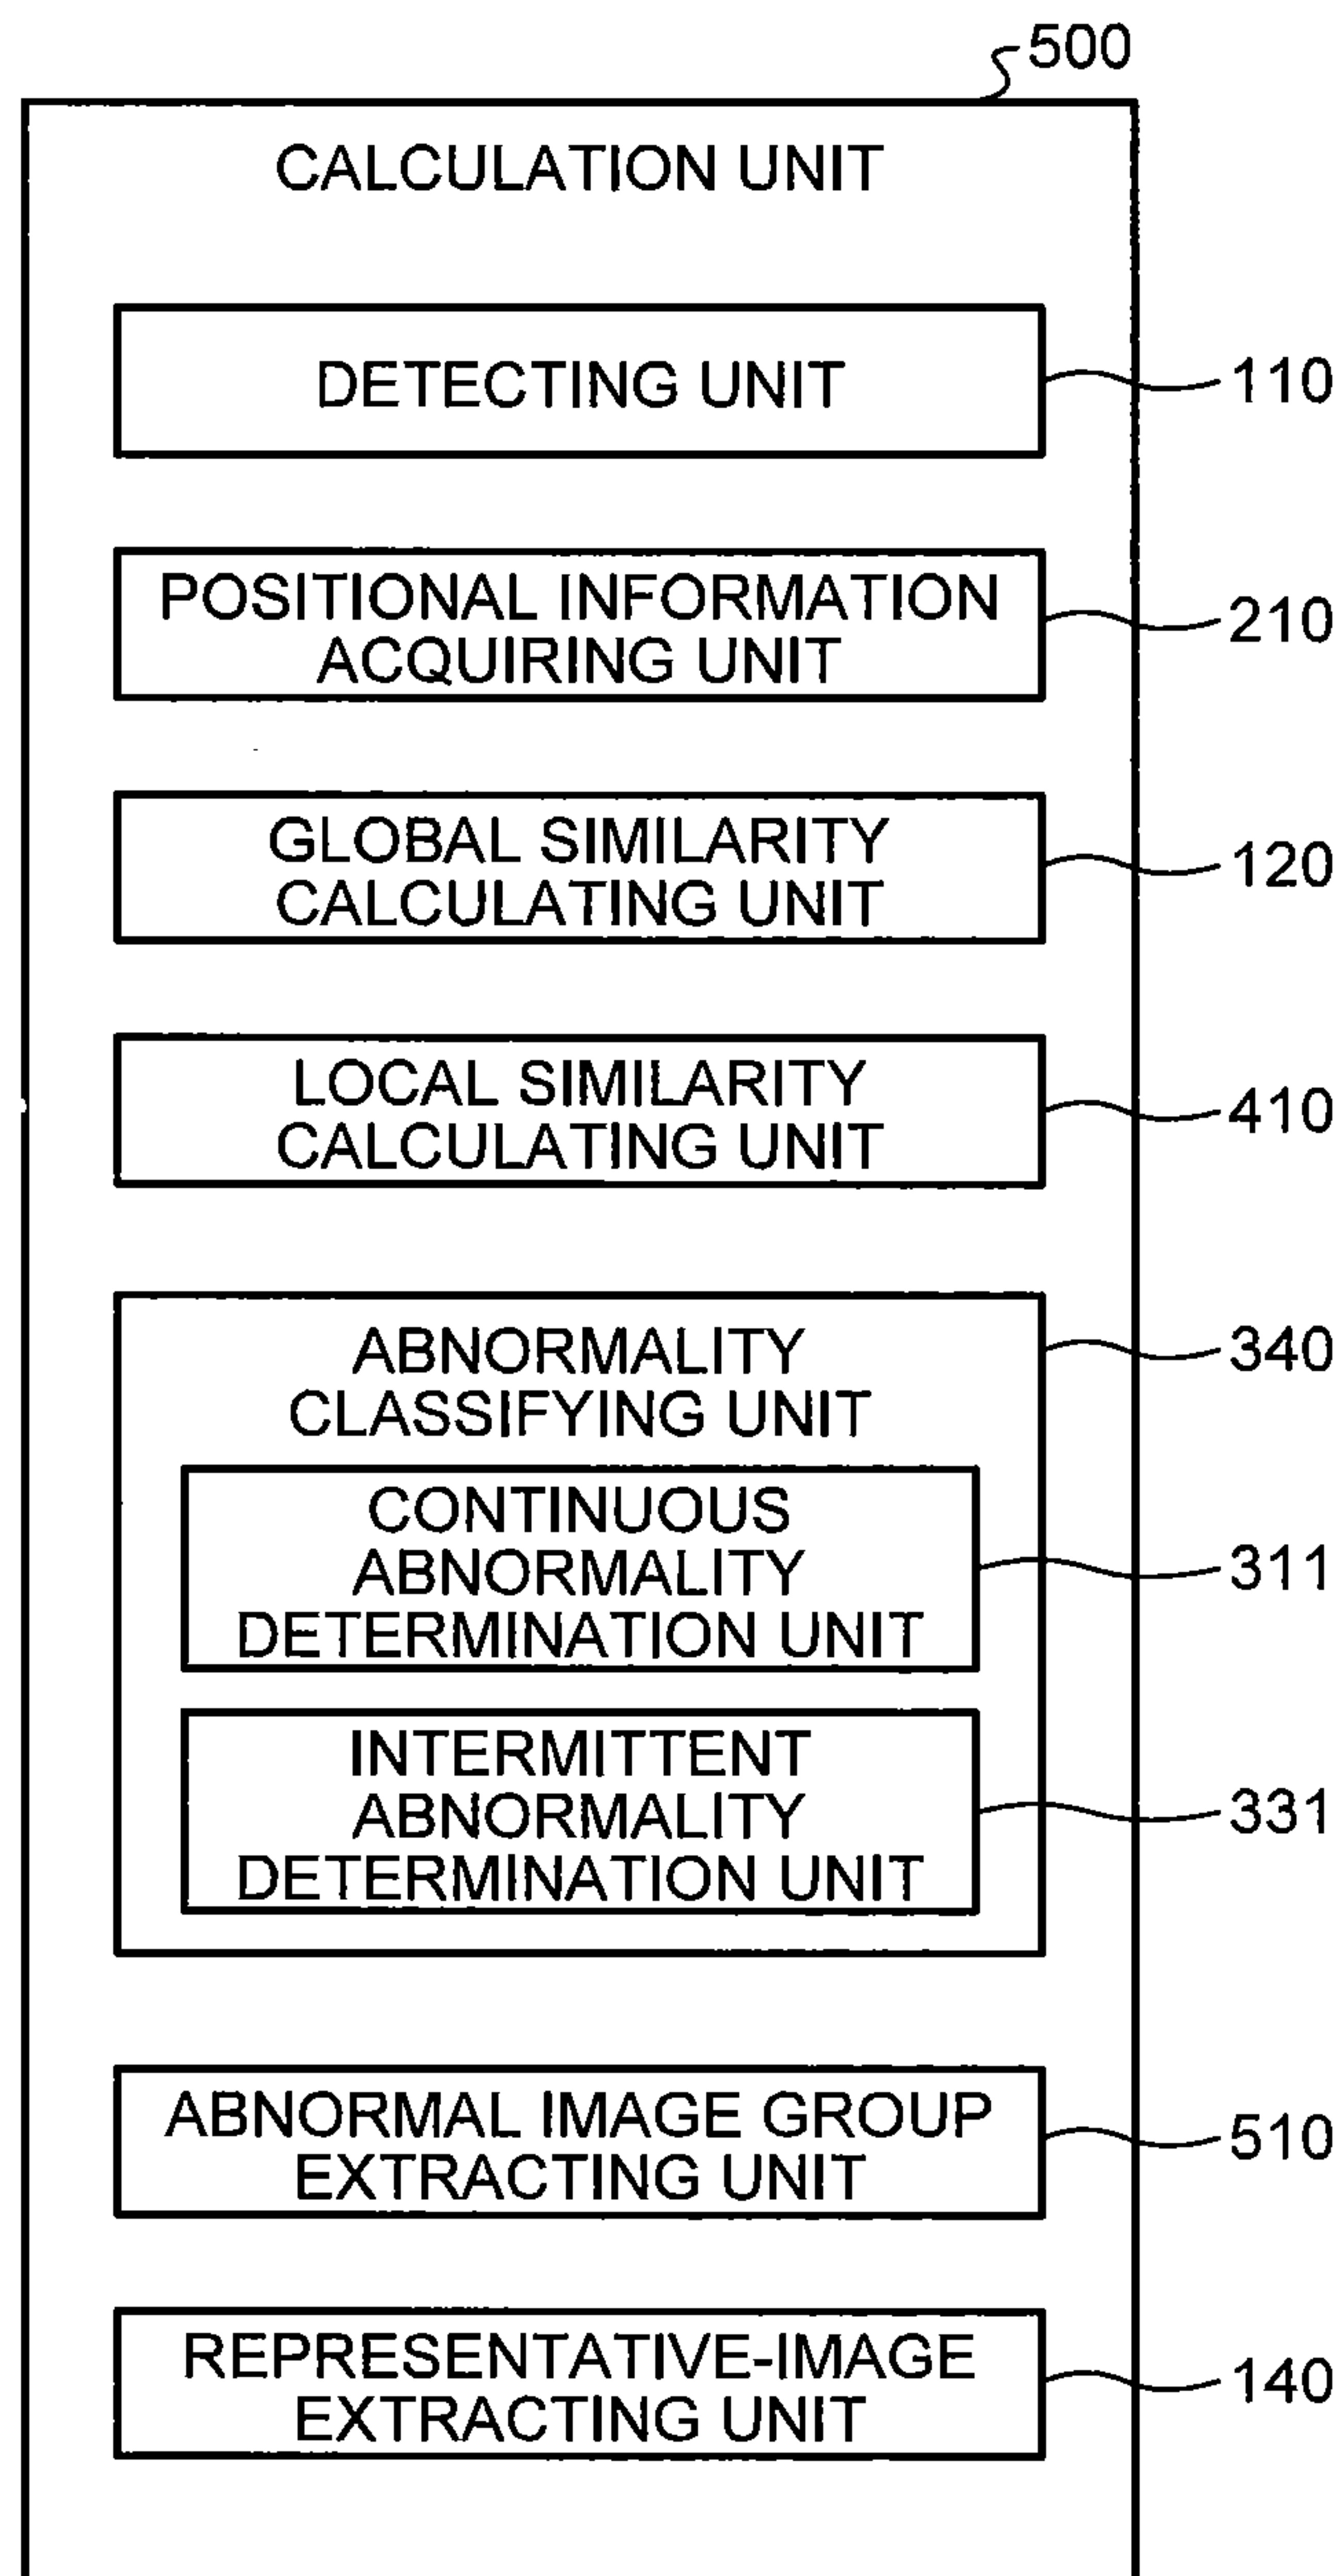 500
CALCULATION UNIT
DETECTING UNIT
110
POSITIONAL INFORMATION
ACQUIRING UNIT
210
GLOBAL SIMILARITY
CALCULATING UNIT
120
LOCAL SIMILARITY
CALCULATING UNIT
410
ABNORMALITY
CLASSIFYING UNIT
340
CONTINUOUS
ABNORMALITY
DETERMINATION UNIT
311
INTERMITTENT
ABNORMALITY
DETERMINATION UNIT
331
ABNORMAL IMAGE GROUP
EXTRACTING UNIT
510
REPRESENTATIVE-IMAGE
EXTRACTING UNIT
140